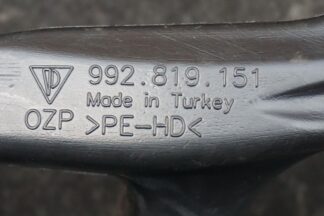 992.819.151
Made in Turkey
OZP >PE-HD<